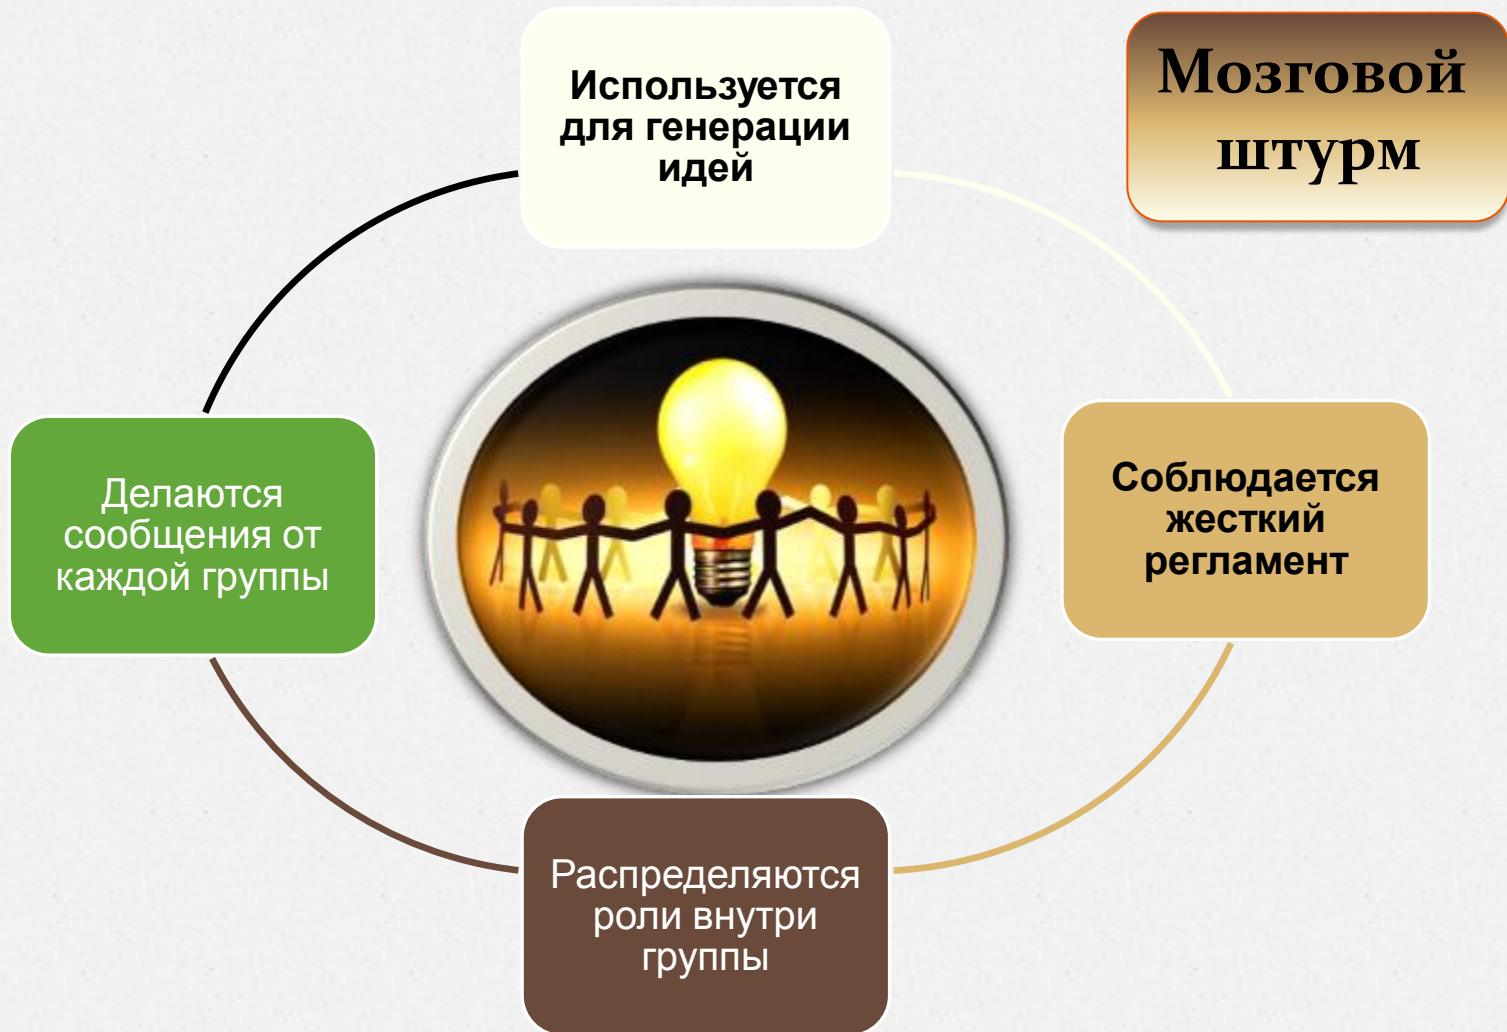 Мозговой
штурм
Используется
для генерации
идей
Соблюдается
жесткий
регламент
Распределяются
роли внутри
группы
Делаются
сообщения от
каждой группы